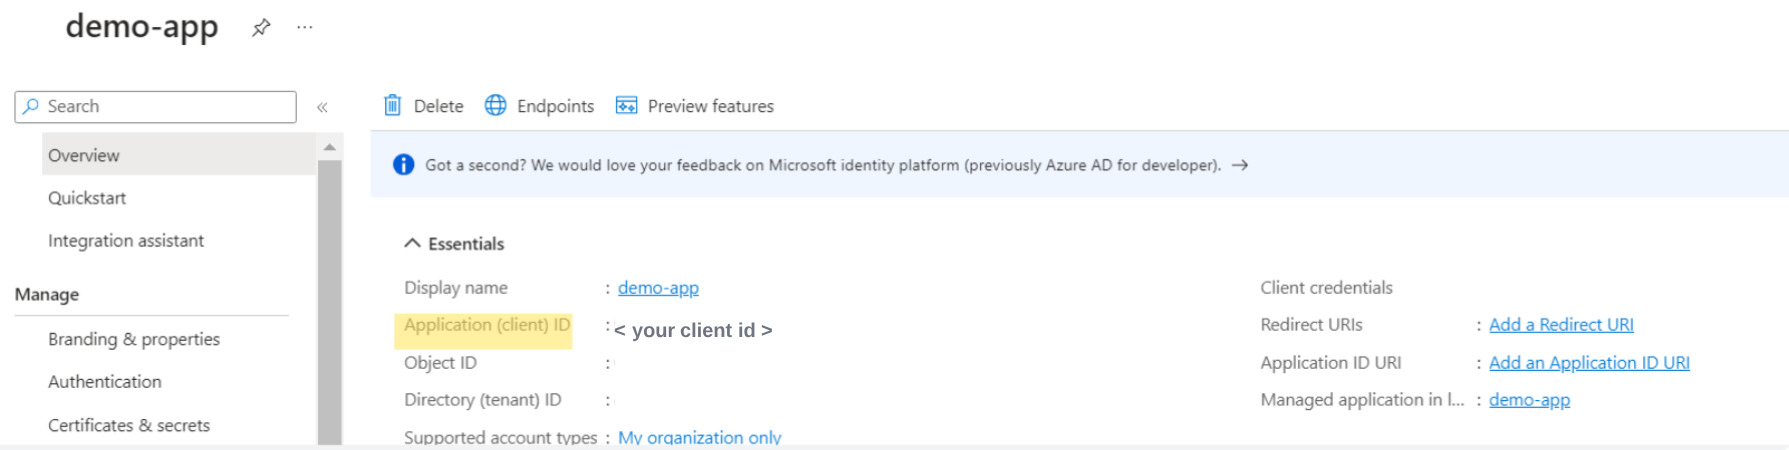 demo-app
Search
«
Delete
Endpoints
Preview features
Overview
Quickstart
Integration assistant
Manage
Branding & properties
Authentication
Certificates & secrets
Got a second? We would love your feedback on Microsoft identity platform (previously Azure AD for developer). →
Essentials
Display name : demo-app
Application (client) ID : < your client id >
Object ID :
Directory (tenant) ID :
Supported account types : My organization only
Client credentials
Redirect URIs : Add a Redirect URI
Application ID URI : Add an Application ID URI
Managed application in l... : demo-app